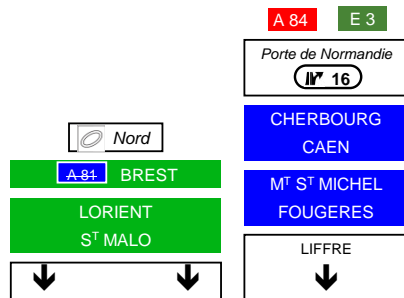 A 84 E 3
Porte de Normandie
16
CHERBOURG
CAEN
Mᵀ Sᵀ MICHEL
FOUGERES
LIFFRE
Nord
A 81 BREST
LORIENT
Sᵀ MALO